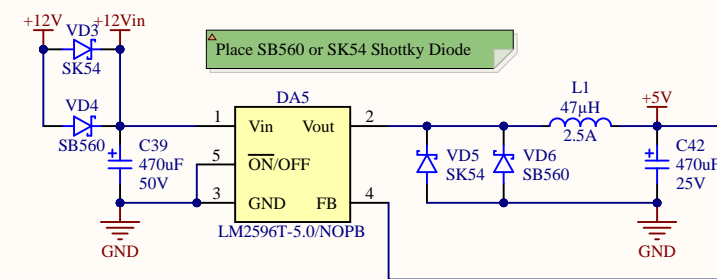 +12V
+12Vin
VD3
SK54
VD4
SB560
Place SB560 or SK54 Shottky Diode
C39
470uF
50V
GND
DA5
1
Vin
Vout
2
5
ON/OFF
3
GND
FB
4
LM2596T-5.0/NOPB
VD5
SK54
VD6
SB560
L1
47µH
2.5A
+5V
C42
470uF
25V
GND